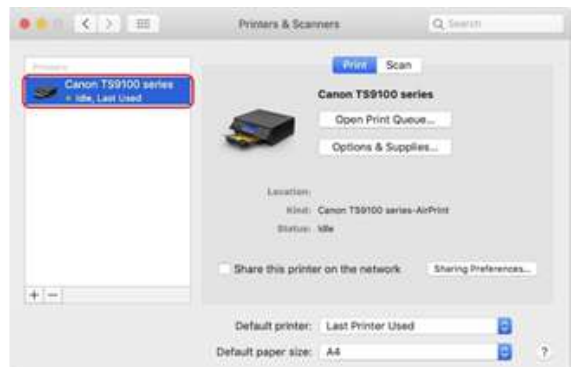 Printers & Scanners
Search
Printers
Canon TS9100 series
Idle, Last Used
Print
Scan
Canon TS9100 series
Open Print Queue...
Options & Supplies...
Location:
Kind: Canon TS9100 series-AirPrint
Status: Idle
Share this printer on the network
Sharing Preferences...
+ −
Default printer: Last Printer Used
Default paper size: A4
?